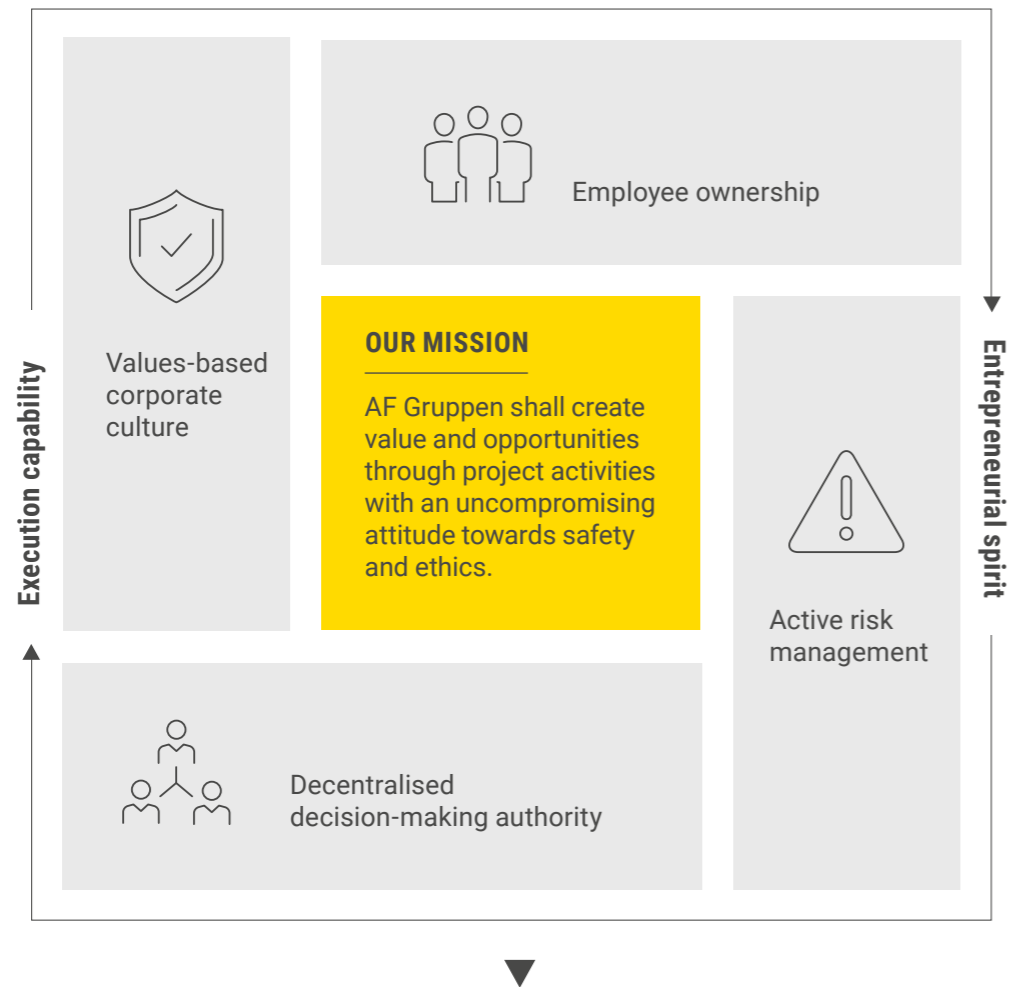 Employee ownership
Values-based
corporate
culture
OUR MISSION
AF Gruppen shall create
value and opportunities
through project activities
with an uncompromising
attitude towards safety
and ethics.
Execution capability
Entrepreneurial spirit
Active risk
management
Decentralised
decision-making authority